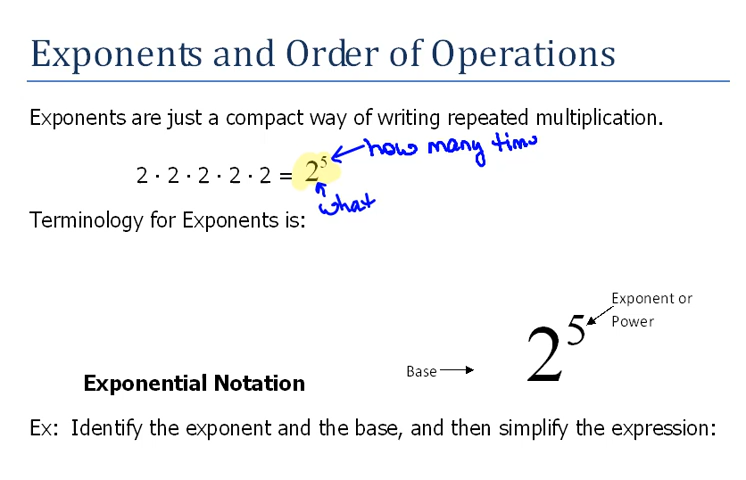 Exponents and Order of Operations
Exponents are just a compact way of writing repeated multiplication.
how many time
2 · 2 · 2 · 2 · 2 = 2⁵
what
Terminology for Exponents is:
Exponent or
Power
2⁵
Base
Exponential Notation
Ex: Identify the exponent and the base, and then simplify the expression: